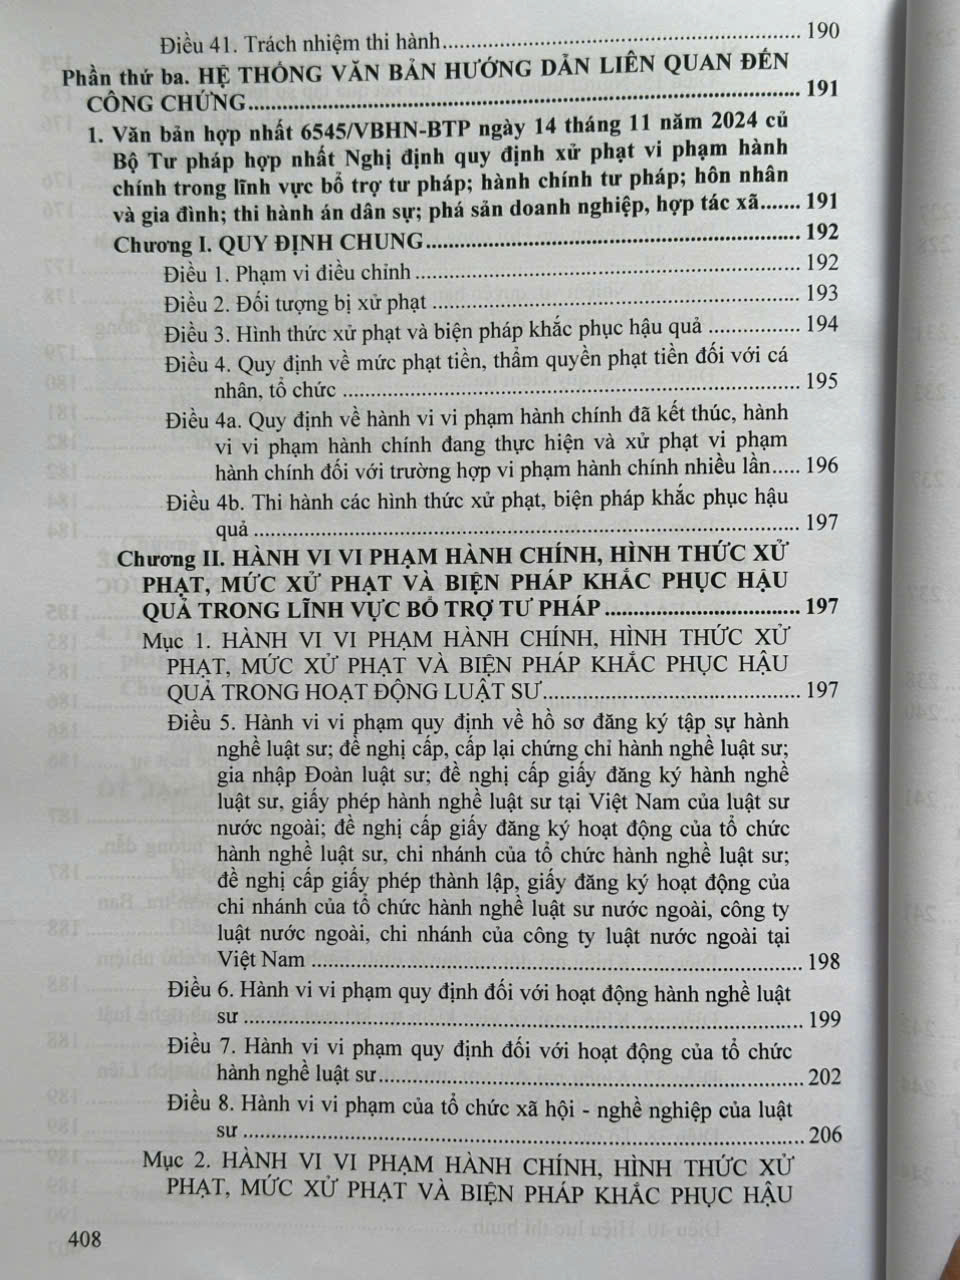 Điều 41. Trách nhiệm thi hành ........ 190
Phần thứ ba. HỆ THỐNG VĂN BẢN HƯỚNG DẪN LIÊN QUAN ĐẾN
CÔNG CHỨNG ........ 191
1. Văn bản hợp nhất 6545/VBHN-BTP ngày 14 tháng 11 năm 2024 củ
Bộ Tư pháp hợp nhất Nghị định quy định xử phạt vi phạm hành
chính trong lĩnh vực bổ trợ tư pháp; hành chính tư pháp; hôn nhân
và gia đình; thi hành án dân sự; phá sản doanh nghiệp, hợp tác xã ....... 191
Chương I. QUY ĐỊNH CHUNG ........ 192
Điều 1. Phạm vi điều chỉnh ........ 192
Điều 2. Đối tượng bị xử phạt ........ 193
Điều 3. Hình thức xử phạt và biện pháp khắc phục hậu quả ........ 194
Điều 4. Quy định về mức phạt tiền, thẩm quyền phạt tiền đối với cá
nhân, tổ chức ........ 195
Điều 4a. Quy định về hành vi vi phạm hành chính đã kết thúc, hành
vi vi phạm hành chính đang thực hiện và xử phạt vi phạm
hành chính đối với trường hợp vi phạm hành chính nhiều lần ..... 196
Điều 4b. Thi hành các hình thức xử phạt, biện pháp khắc phục hậu
quả ........ 197
Chương II. HÀNH VI VI PHẠM HÀNH CHÍNH, HÌNH THỨC XỬ
PHẠT, MỨC XỬ PHẠT VÀ BIỆN PHÁP KHẮC PHỤC HẬU
QUẢ TRONG LĨNH VỰC BỔ TRỢ TƯ PHÁP ........ 197
Mục 1. HÀNH VI VI PHẠM HÀNH CHÍNH, HÌNH THỨC XỬ
PHẠT, MỨC XỬ PHẠT VÀ BIỆN PHÁP KHẮC PHỤC HẬU
QUẢ TRONG HOẠT ĐỘNG LUẬT SƯ ........ 197
Điều 5. Hành vi vi phạm quy định về hồ sơ đăng ký tập sự hành
nghề luật sư; đề nghị cấp, cấp lại chứng chỉ hành nghề luật sư;
gia nhập Đoàn luật sư; đề nghị cấp giấy đăng ký hành nghề
luật sư, giấy phép hành nghề luật sư tại Việt Nam của luật sư
nước ngoài; đề nghị cấp giấy đăng ký hoạt động của tổ chức
hành nghề luật sư, chi nhánh của tổ chức hành nghề luật sư;
đề nghị cấp giấy phép thành lập, giấy đăng ký hoạt động của
chi nhánh của tổ chức hành nghề luật sư nước ngoài, công ty
luật nước ngoài, chi nhánh của công ty luật nước ngoài tại
Việt Nam ........ 198
Điều 6. Hành vi vi phạm quy định đối với hoạt động hành nghề luật
sư ........ 199
Điều 7. Hành vi vi phạm quy định đối với hoạt động của tổ chức
hành nghề luật sư ........ 202
Điều 8. Hành vi vi phạm của tổ chức xã hội - nghề nghiệp của luật
sư ........ 206
Mục 2. HÀNH VI VI PHẠM HÀNH CHÍNH, HÌNH THỨC XỬ
PHẠT, MỨC XỬ PHẠT VÀ BIỆN PHÁP KHẮC PHỤC HẬU
408